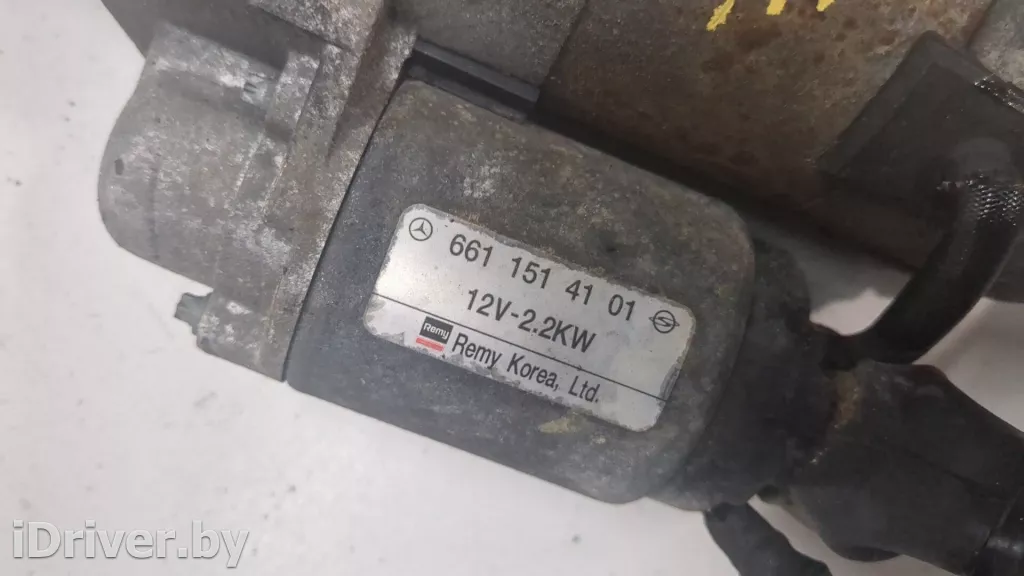 661 151 41 01
12V-2.2KW
Remy
Remy Korea, Ltd.
iDriver.by